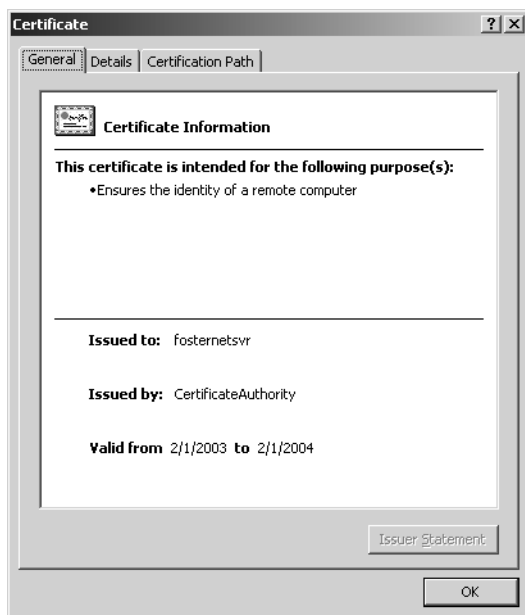 Certificate ? ×
General Details Certification Path
Certificate Information
This certificate is intended for the following purpose(s):
•Ensures the identity of a remote computer
Issued to: fosternetsvr
Issued by: CertificateAuthority
Valid from 2/1/2003 to 2/1/2004
Issuer Statement
OK